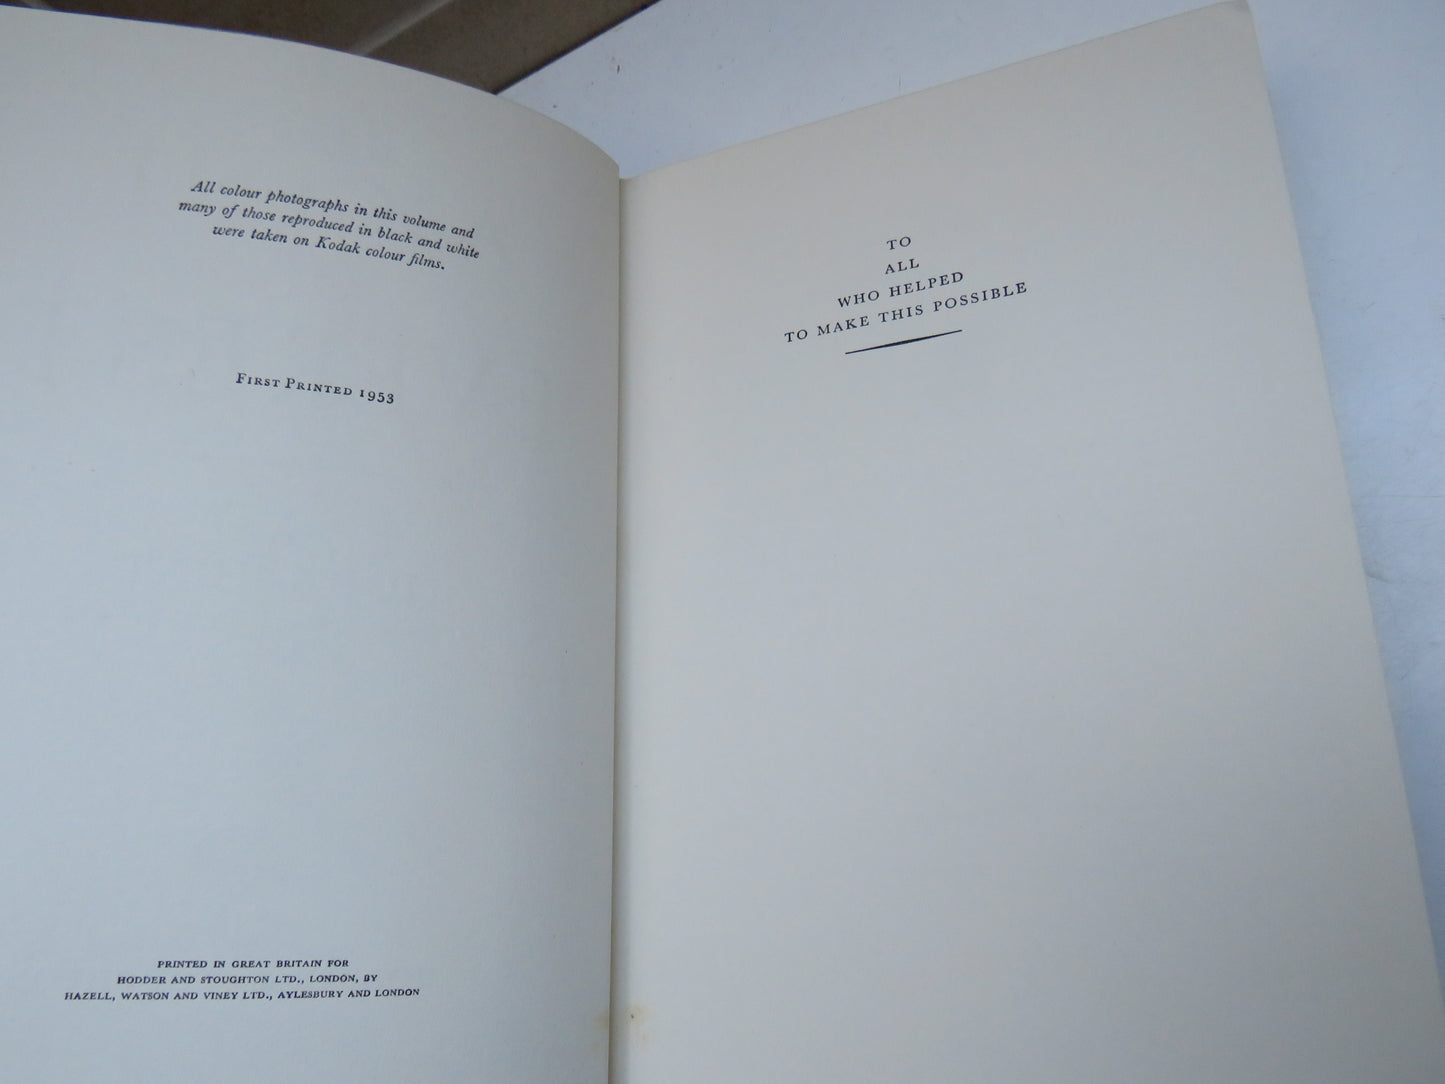 All colour photographs in this volume and
many of those reproduced in black and white
were taken on Kodak colour films.
First Printed 1953
PRINTED IN GREAT BRITAIN FOR
HODDER AND STOUGHTON LTD., LONDON, BY
HAZELL, WATSON AND VINEY LTD., AYLESBURY AND LONDON
TO
ALL
WHO HELPED
TO MAKE THIS POSSIBLE